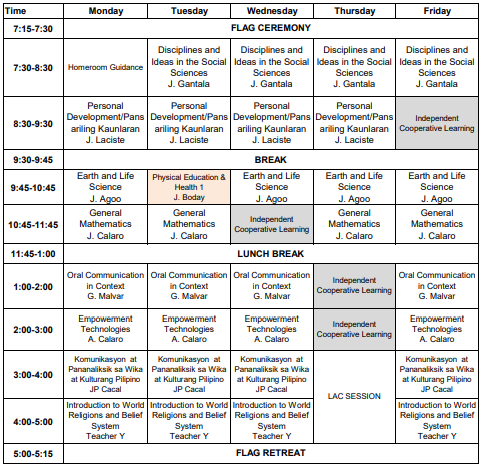 Time Monday Tuesday Wednesday Thursday Friday
7:15-7:30 FLAG CEREMONY
7:30-8:30
Homeroom Guidance
Disciplines and
Ideas in the Social
Sciences
J. Gantala
Disciplines and
Ideas in the Social
Sciences
J. Gantala
Disciplines and
Ideas in the Social
Sciences
J. Gantala
Disciplines and
Ideas in the Social
Sciences
J. Gantala
8:30-9:30
Personal
Development/Pans
ariling Kaunlaran
J. Laciste
Personal
Development/Pans
ariling Kaunlaran
J. Laciste
Personal
Development/Pans
ariling Kaunlaran
J. Laciste
Personal
Development/Pans
ariling Kaunlaran
J. Laciste
Independent
Cooperative Learning
9:30-9:45 BREAK
9:45-10:45
Earth and Life
Science
J. Agoo
Physical Education &
Health 1
J. Boday
Earth and Life
Science
J. Agoo
Earth and Life
Science
J. Agoo
Earth and Life
Science
J. Agoo
10:45-11:45
General
Mathematics
J. Calaro
General
Mathematics
J. Calaro
Independent
Cooperative Learning
General
Mathematics
J. Calaro
General
Mathematics
J. Calaro
11:45-1:00 LUNCH BREAK
1:00-2:00
Oral Communication
in Context
G. Malvar
Oral Communication
in Context
G. Malvar
Oral Communication
in Context
G. Malvar
Independent
Cooperative Learning
Oral Communication
in Context
G. Malvar
2:00-3:00
Empowerment
Technologies
A. Calaro
Empowerment
Technologies
A. Calaro
Empowerment
Technologies
A. Calaro
Independent
Cooperative Learning
Empowerment
Technologies
A. Calaro
3:00-4:00
Komunikasyon at
Pananaliksik sa Wika
at Kulturang Pilipino
JP Cacal
Komunikasyon at
Pananaliksik sa Wika
at Kulturang Pilipino
JP Cacal
Komunikasyon at
Pananaliksik sa Wika
at Kulturang Pilipino
JP Cacal
LAC SESSION
Komunikasyon at
Pananaliksik sa Wika
at Kulturang Pilipino
JP Cacal
4:00-5:00
Introduction to World
Religions and Belief
System
Teacher Y
Introduction to World
Religions and Belief
System
Teacher Y
Introduction to World
Religions and Belief
System
Teacher Y
Introduction to World
Religions and Belief
System
Teacher Y
5:00-5:15 FLAG RETREAT